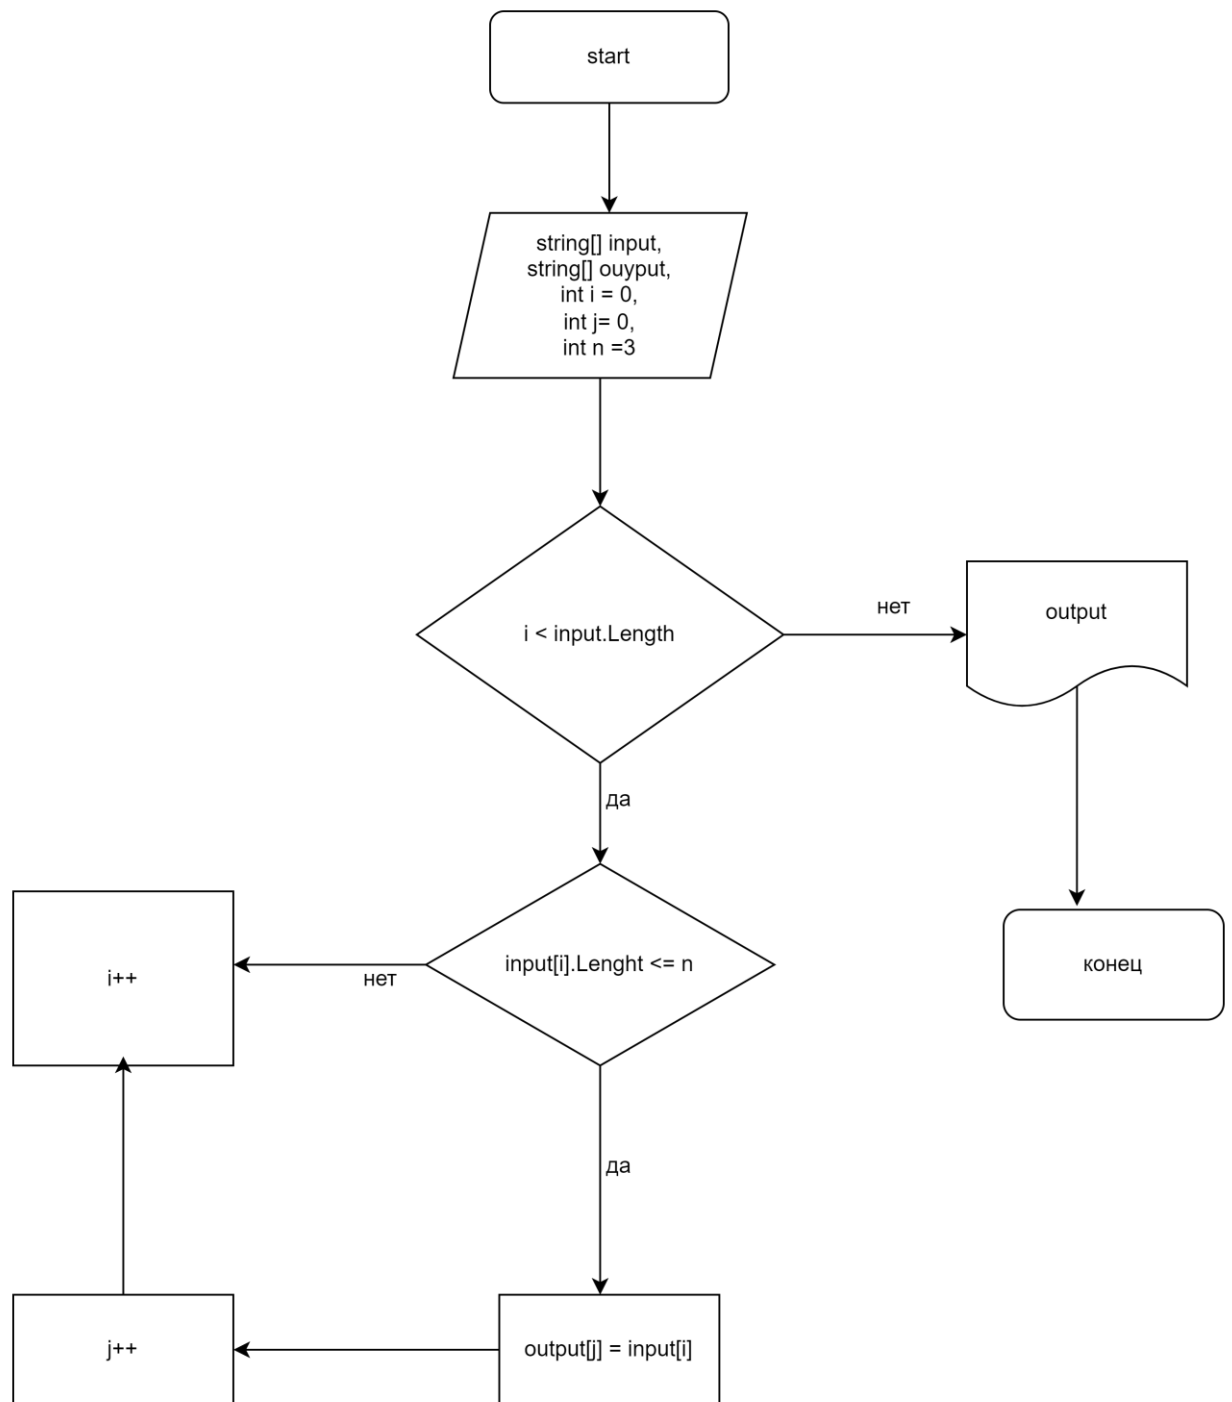 start
string[] input,
string[] ouyput,
int i = 0,
int j= 0,
int n =3
i < input.Length
нет
output
да
input[i].Lenght <= n
нет
i++
конец
да
output[j] = input[i]
j++